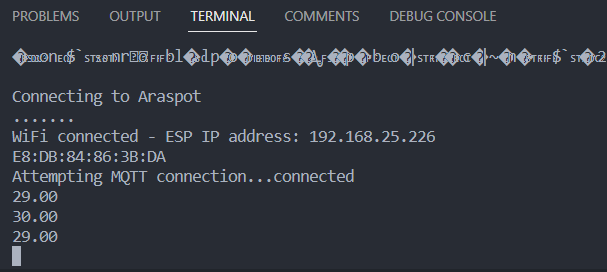 PROBLEMS OUTPUT TERMINAL COMMENTS DEBUG CONSOLE
Connecting to Araspot
.......
WiFi connected - ESP IP address: 192.168.25.226
E8:DB:84:86:3B:DA
Attempting MQTT connection...connected
29.00
30.00
29.00